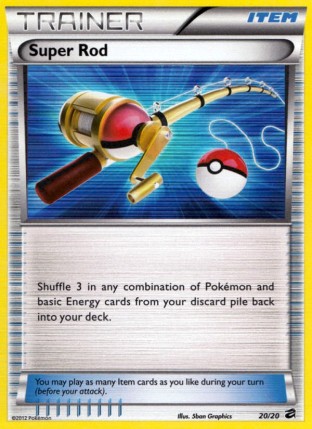 TRAINER ITEM
Super Rod
Shuffle 3 in any combination of Pokémon and
basic Energy cards from your discard pile back
into your deck.
You may play as many Item cards as you like during your turn
(before your attack).
©2012 Pokémon
Illus. 5ban Graphics
20/20